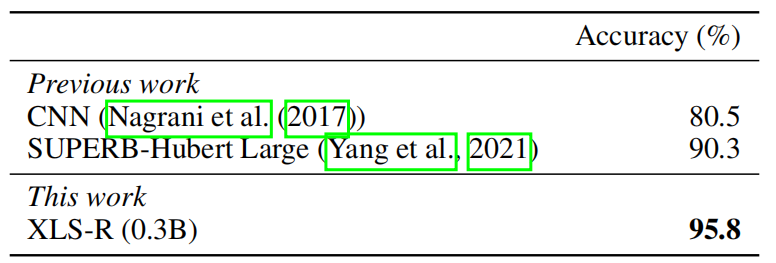 Accuracy (%)
Previous work
CNN (Nagrani et al. (2017)) 80.5
SUPERB-Hubert Large (Yang et al., 2021) 90.3
This work
XLS-R (0.3B) 95.8